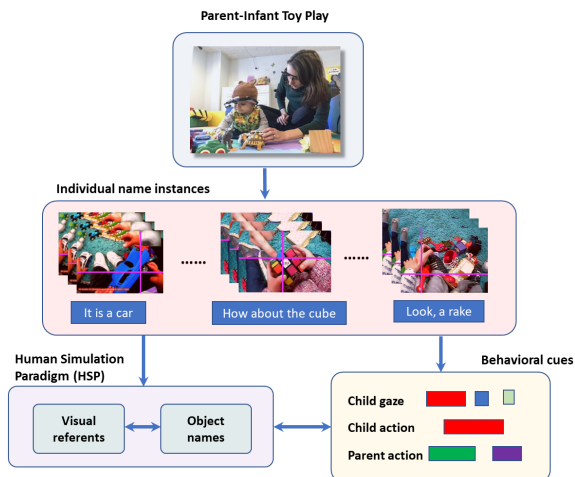 Parent-Infant Toy Play
Individual name instances
......
......
It is a car
How about the cube
Look, a rake
Human Simulation
Paradigm (HSP)
Behavioral cues
Visual
referents
Object
names
Child gaze
Child action
Parent action